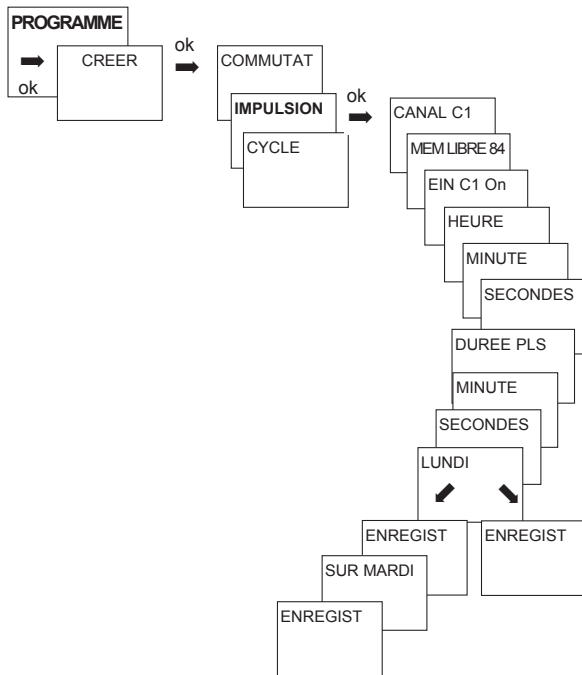 PROGRAMME
ok
CREER
ok
COMMUTAT
IMPULSION
CYCLE
ok
CANAL C1
MEM LIBRE 84
EIN C1 On
HEURE
MINUTE
SECONDES
DUREE PLS
MINUTE
SECONDES
LUNDI
ENREGIST
SUR MARDI
ENREGIST
ENREGIST